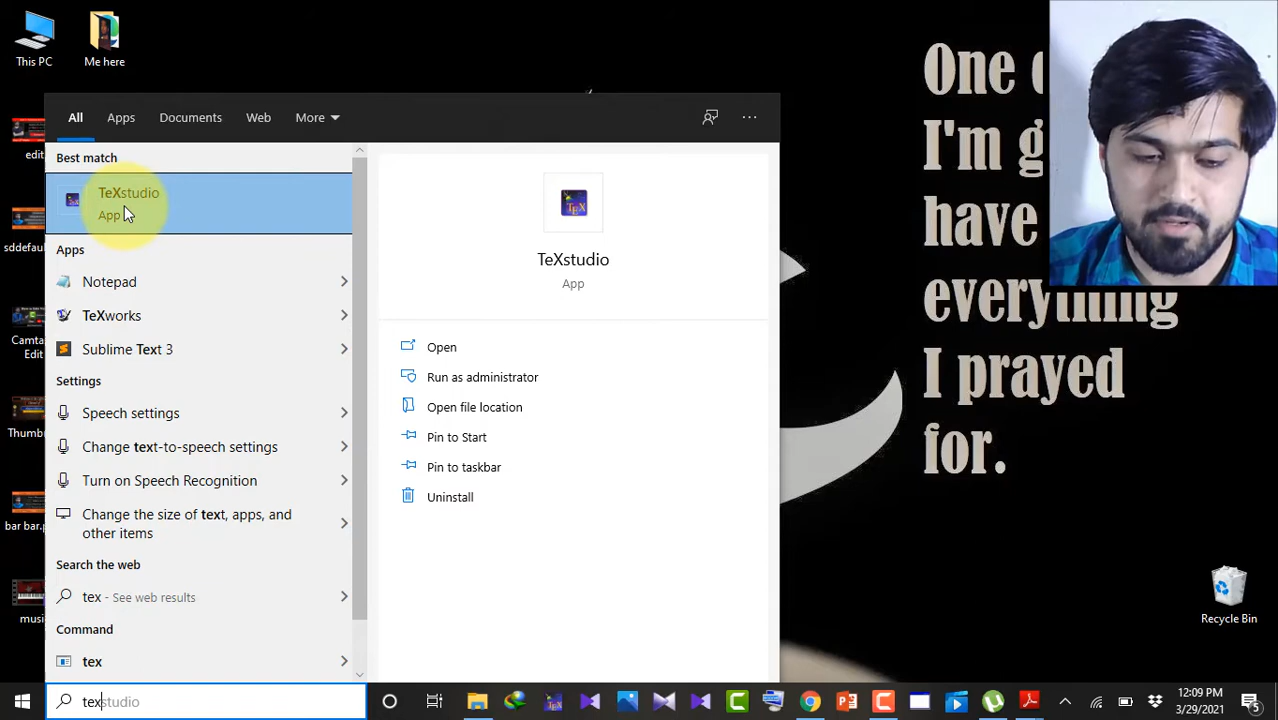 This PC
Me here
edit
sddefaul
Camtas
Edit
Thumbn
bar bar.p
musi
All
Apps
Documents
Web
More
Best match
TeXstudio
App
Apps
Notepad
TeXworks
Sublime Text 3
Settings
Speech settings
Change text-to-speech settings
Turn on Speech Recognition
Change the size of text, apps, and
other items
Search the web
tex - See web results
Command
tex
texstudio
TeXstudio
App
Open
Run as administrator
Open file location
Pin to Start
Pin to taskbar
Uninstall
One
I'm g
have
everything
I prayed
for.
Recycle Bin
12:09 PM
3/29/2021
5